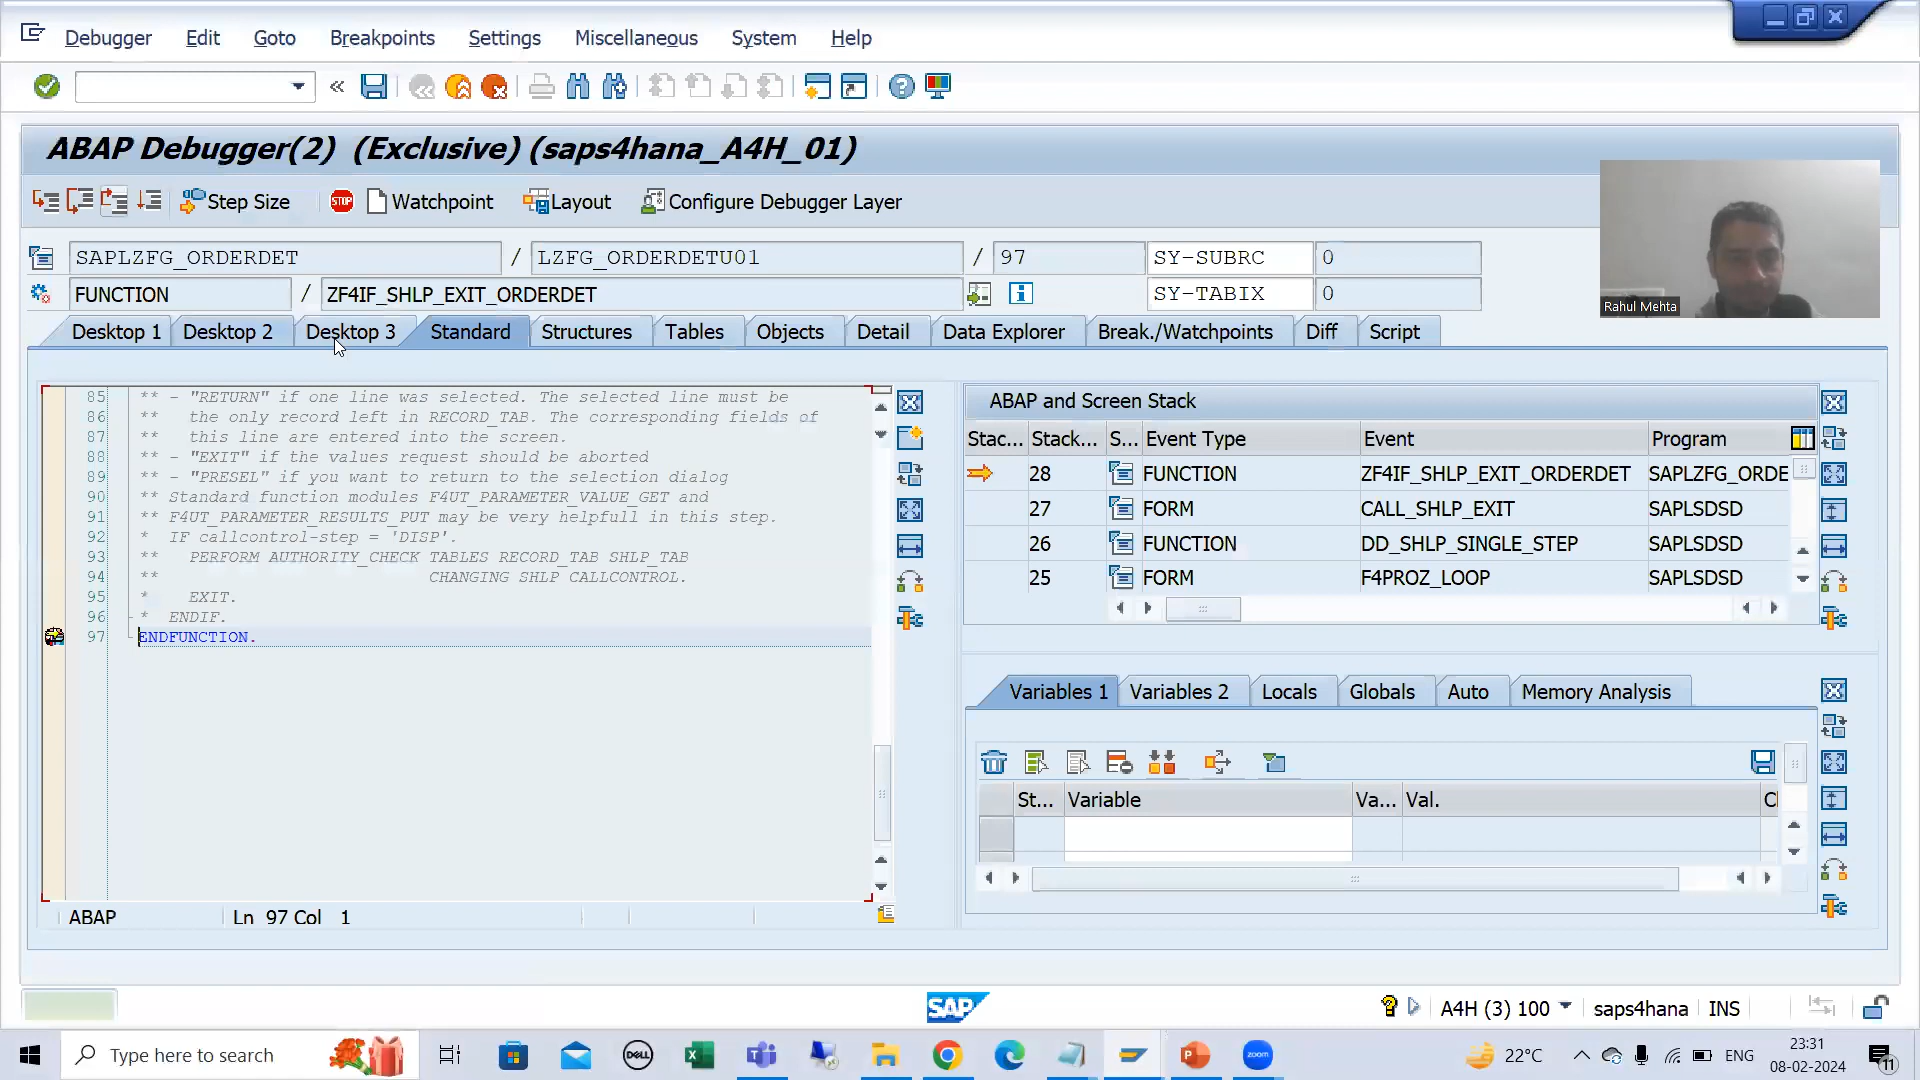 Debugger Edit Goto Breakpoints Settings Miscellaneous System Help
ABAP Debugger(2) (Exclusive) (saps4hana_A4H_01)
Step Size STOP Watchpoint Layout Configure Debugger Layer
SAPLZFG_ORDERDET / LZFG_ORDERDETU01 / 97 SY-SUBRC 0
FUNCTION / ZF4IF_SHLP_EXIT_ORDERDET SY-TABIX 0
Rahul Mehta
Desktop 1 Desktop 2 Desktop 3 Standard Structures Tables Objects Detail Data Explorer Break./Watchpoints Diff Script
85 ** - "RETURN" if one line was selected. The selected line must be
86 ** the only record left in RECORD_TAB. The corresponding fields of
87 ** this line are entered into the screen.
88 ** - "EXIT" if the values request should be aborted
89 ** - "PRESEL" if you want to return to the selection dialog
90 ** Standard function modules F4UT_PARAMETER_VALUE_GET and
91 ** F4UT_PARAMETER_RESULTS_PUT may be very helpfull in this step.
92 * IF callcontrol-step = 'DISP'.
93 ** PERFORM AUTHORITY_CHECK TABLES RECORD_TAB SHLP_TAB
94 ** CHANGING SHLP CALLCONTROL.
95 * EXIT.
96 * ENDIF.
97 ENDFUNCTION.
ABAP Ln 97 Col 1
ABAP and Screen Stack
Stac... Stack... S... Event Type Event Program
28 FUNCTION ZF4IF_SHLP_EXIT_ORDERDET SAPLZFG_ORDE
27 FORM CALL_SHLP_EXIT SAPLSDSD
26 FUNCTION DD_SHLP_SINGLE_STEP SAPLSDSD
25 FORM F4PROZ_LOOP SAPLSDSD
Variables 1 Variables 2 Locals Globals Auto Memory Analysis
St... Variable Va... Val. C
SAP
A4H (3) 100 saps4hana INS
Type here to search
DELL
zoom
22°C ENG
23:31
08-02-2024
11